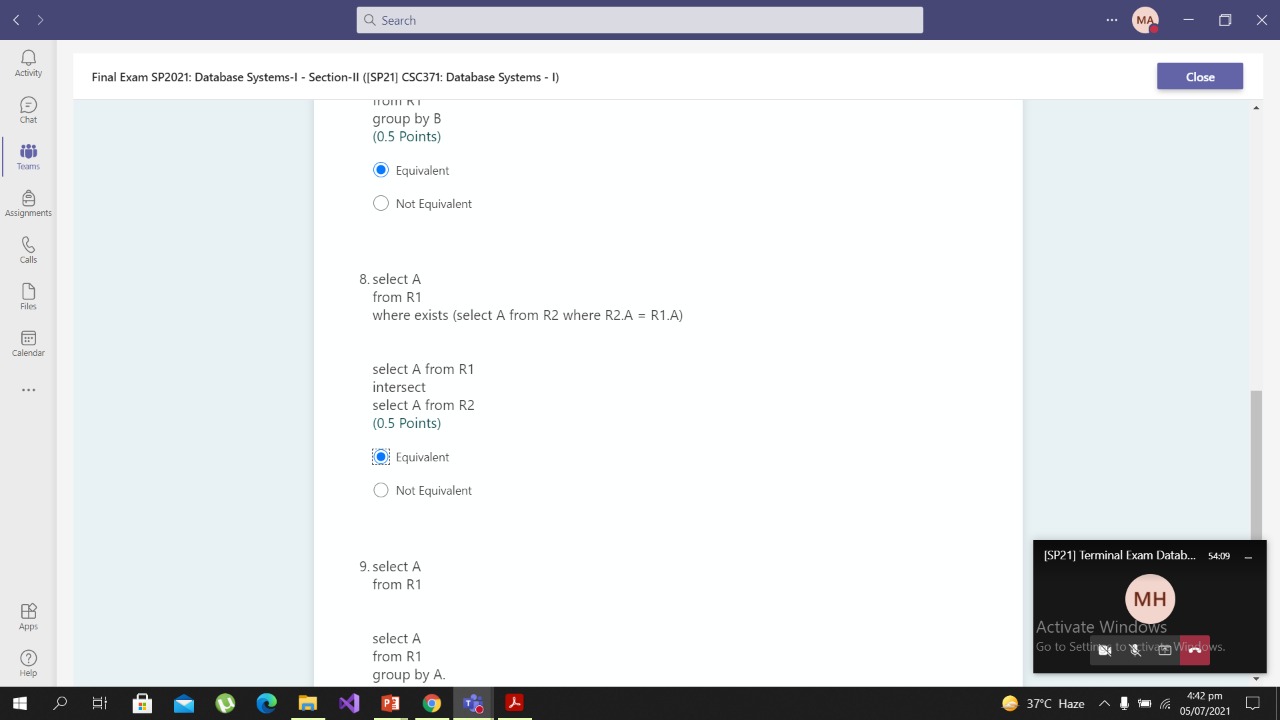 Search
MA
Activity
Chat
Teams
Assignments
Calls
Files
Calendar
Apps
Help
Final Exam SP2021: Database Systems-I - Section-II ([SP21] CSC371: Database Systems - I)
Close
from R1
group by B
(0.5 Points)
Equivalent
Not Equivalent
8. select A
from R1
where exists (select A from R2 where R2.A = R1.A)
select A from R1
intersect
select A from R2
(0.5 Points)
Equivalent
Not Equivalent
9. select A
from R1
select A
from R1
group by A.
[SP21] Terminal Exam Datab... 54:09
MH
Activate Windows
Go to Settings to activate Windows.
37°C Haze
4:42 pm
05/07/2021